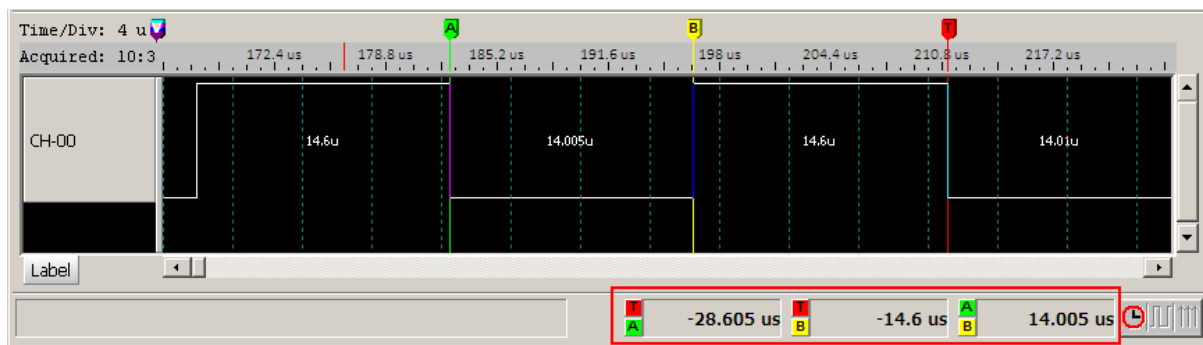 Time/Div: 4 u
A B T
Acquired: 10:3
172.4 us 178.8 us 185.2 us 191.6 us 198 us 204.4 us 210.8 us 217.2 us
CH-00 14.6u 14.005u 14.6u 14.01u
Label
T A -28.605 us T B -14.6 us A B 14.005 us